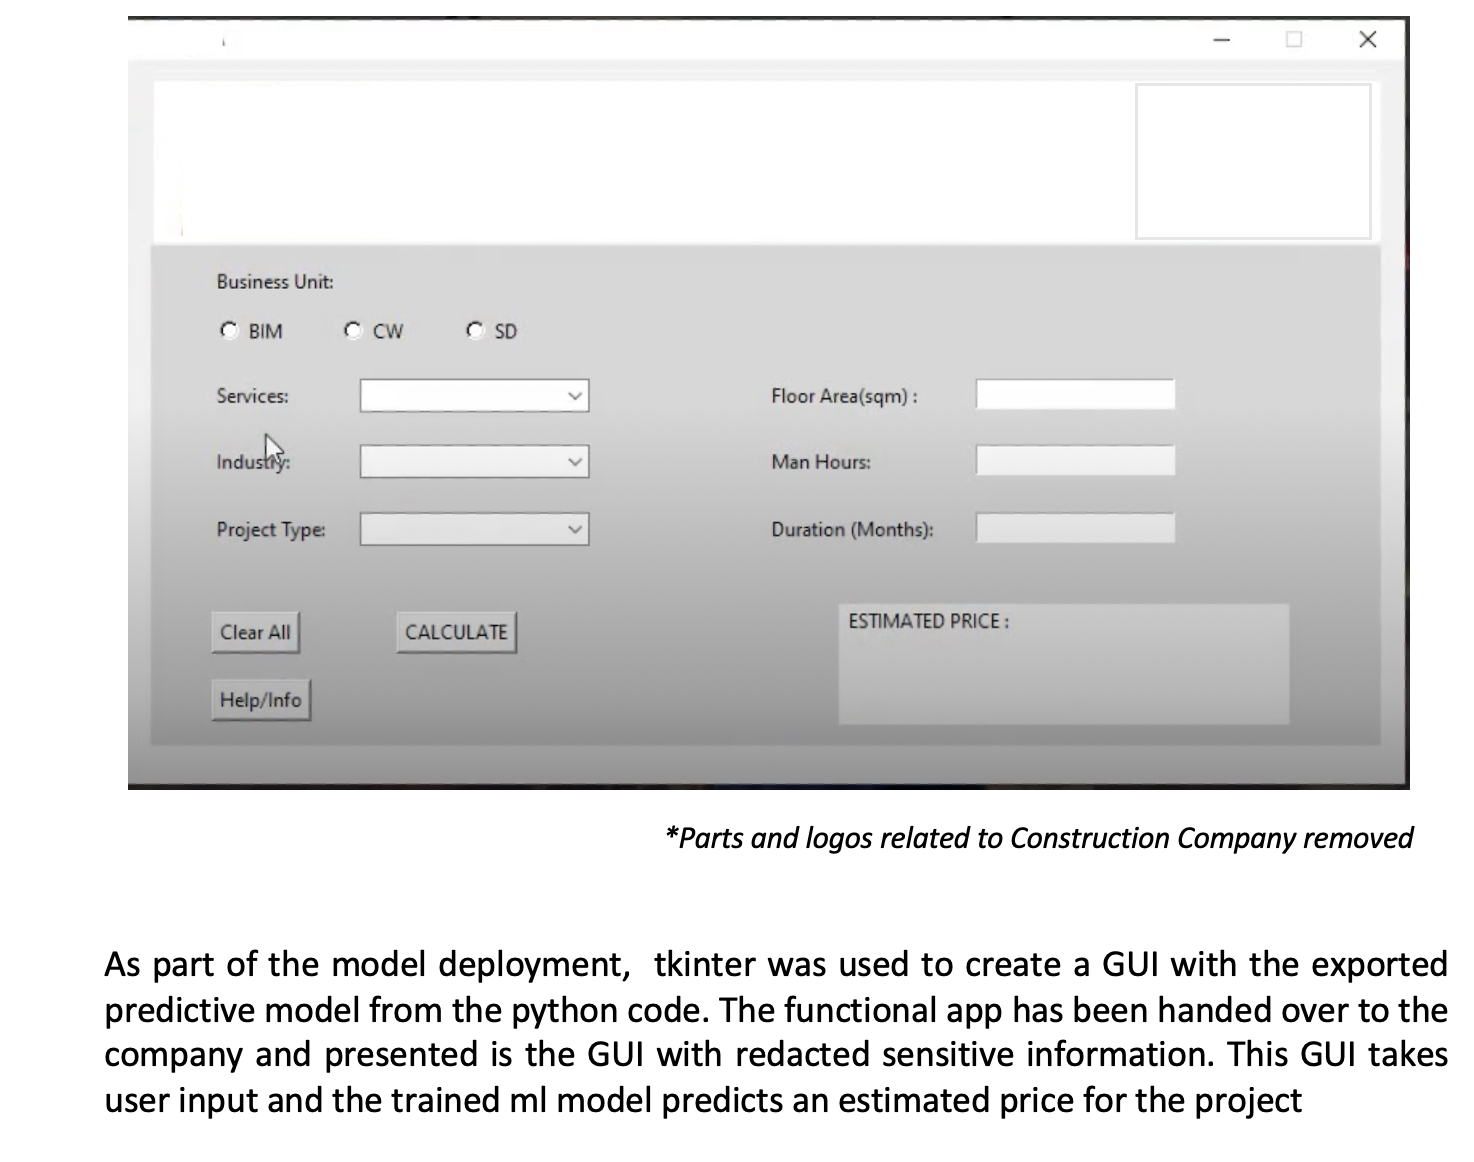 Business Unit:
BIM CW SD
Services: Floor Area(sqm) :
Industry: Man Hours:
Project Type: Duration (Months):
Clear All CALCULATE ESTIMATED PRICE :
Help/Info
*Parts and logos related to Construction Company removed
As part of the model deployment, tkinter was used to create a GUI with the exported
predictive model from the python code. The functional app has been handed over to the
company and presented is the GUI with redacted sensitive information. This GUI takes
user input and the trained ml model predicts an estimated price for the project